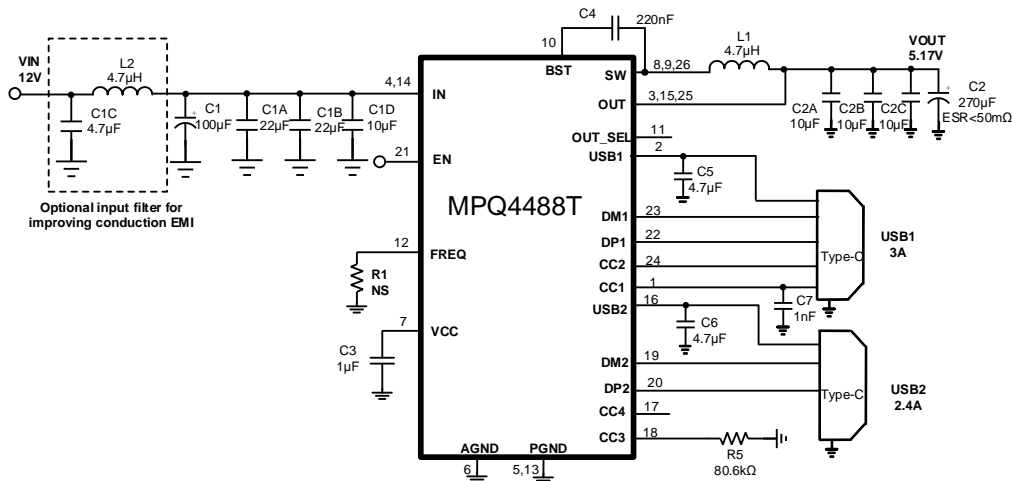 C4
220nF
10
BST
L1
4.7µH
VOUT
5.17V
VIN
12V
L2
4.7µH
C1C
4.7µF
C1
100µF
C1A
22µF
C1B
22µF
C1D
10µF
4,14
IN
21
EN
SW
8,9,26
OUT
3,15,25
C2A
10µF
C2B
10µF
C2C
10µF
C2
270µF
ESR<50mΩ
OUT_SEL
11
USB1
2
C5
4.7µF
Optional input filter for
improving conduction EMI
MPQ4488T
DM1
23
DP1
22
CC2
24
CC1
1
Type-C
USB1
3A
C7
1nF
12
FREQ
R1
NS
USB2
16
C6
4.7µF
7
VCC
C3
1µF
DM2
19
DP2
20
CC4
17
CC3
18
Type-C
USB2
2.4A
R5
80.6kΩ
AGND
6
PGND
5,13